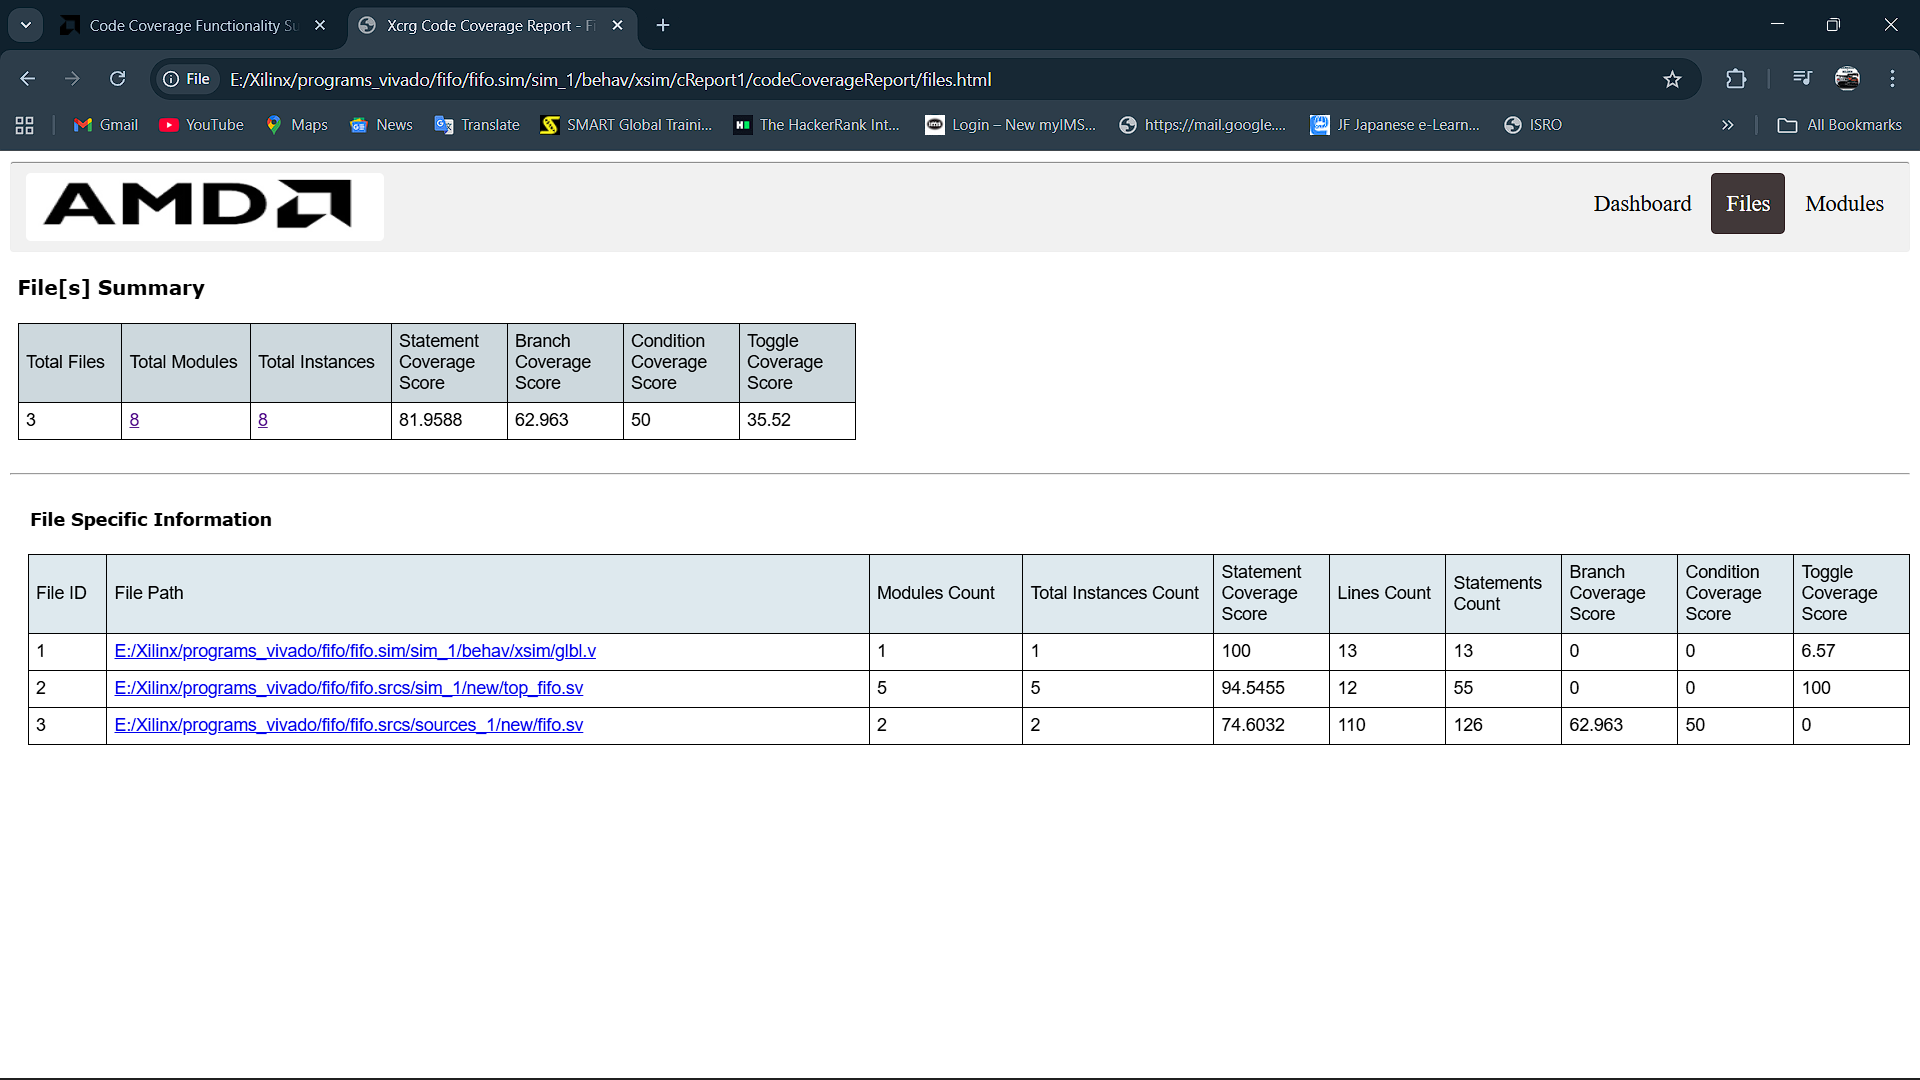 Code Coverage Functionality Su
Xcrg Code Coverage Report - Fi
File
E:/Xilinx/programs_vivado/fifo/fifo.sim/sim_1/behav/xsim/cReport1/codeCoverageReport/files.html
Gmail YouTube Maps News Translate SMART Global Traini... The HackerRank Int... Login – New myIMS... https://mail.google.... JF Japanese e-Learn... ISRO » All Bookmarks
AMD
Dashboard Files Modules
File[s] Summary
Total Files Total Modules Total Instances Statement Coverage Score Branch Coverage Score Condition Coverage Score Toggle Coverage Score
3 8 8 81.9588 62.963 50 35.52
File Specific Information
File ID File Path Modules Count Total Instances Count Statement Coverage Score Lines Count Statements Count Branch Coverage Score Condition Coverage Score Toggle Coverage Score
1 E:/Xilinx/programs_vivado/fifo/fifo.sim/sim_1/behav/xsim/glbl.v 1 1 100 13 13 0 0 6.57
2 E:/Xilinx/programs_vivado/fifo/fifo.srcs/sim_1/new/top_fifo.sv 5 5 94.5455 12 55 0 0 100
3 E:/Xilinx/programs_vivado/fifo/fifo.srcs/sources_1/new/fifo.sv 2 2 74.6032 110 126 62.963 50 0